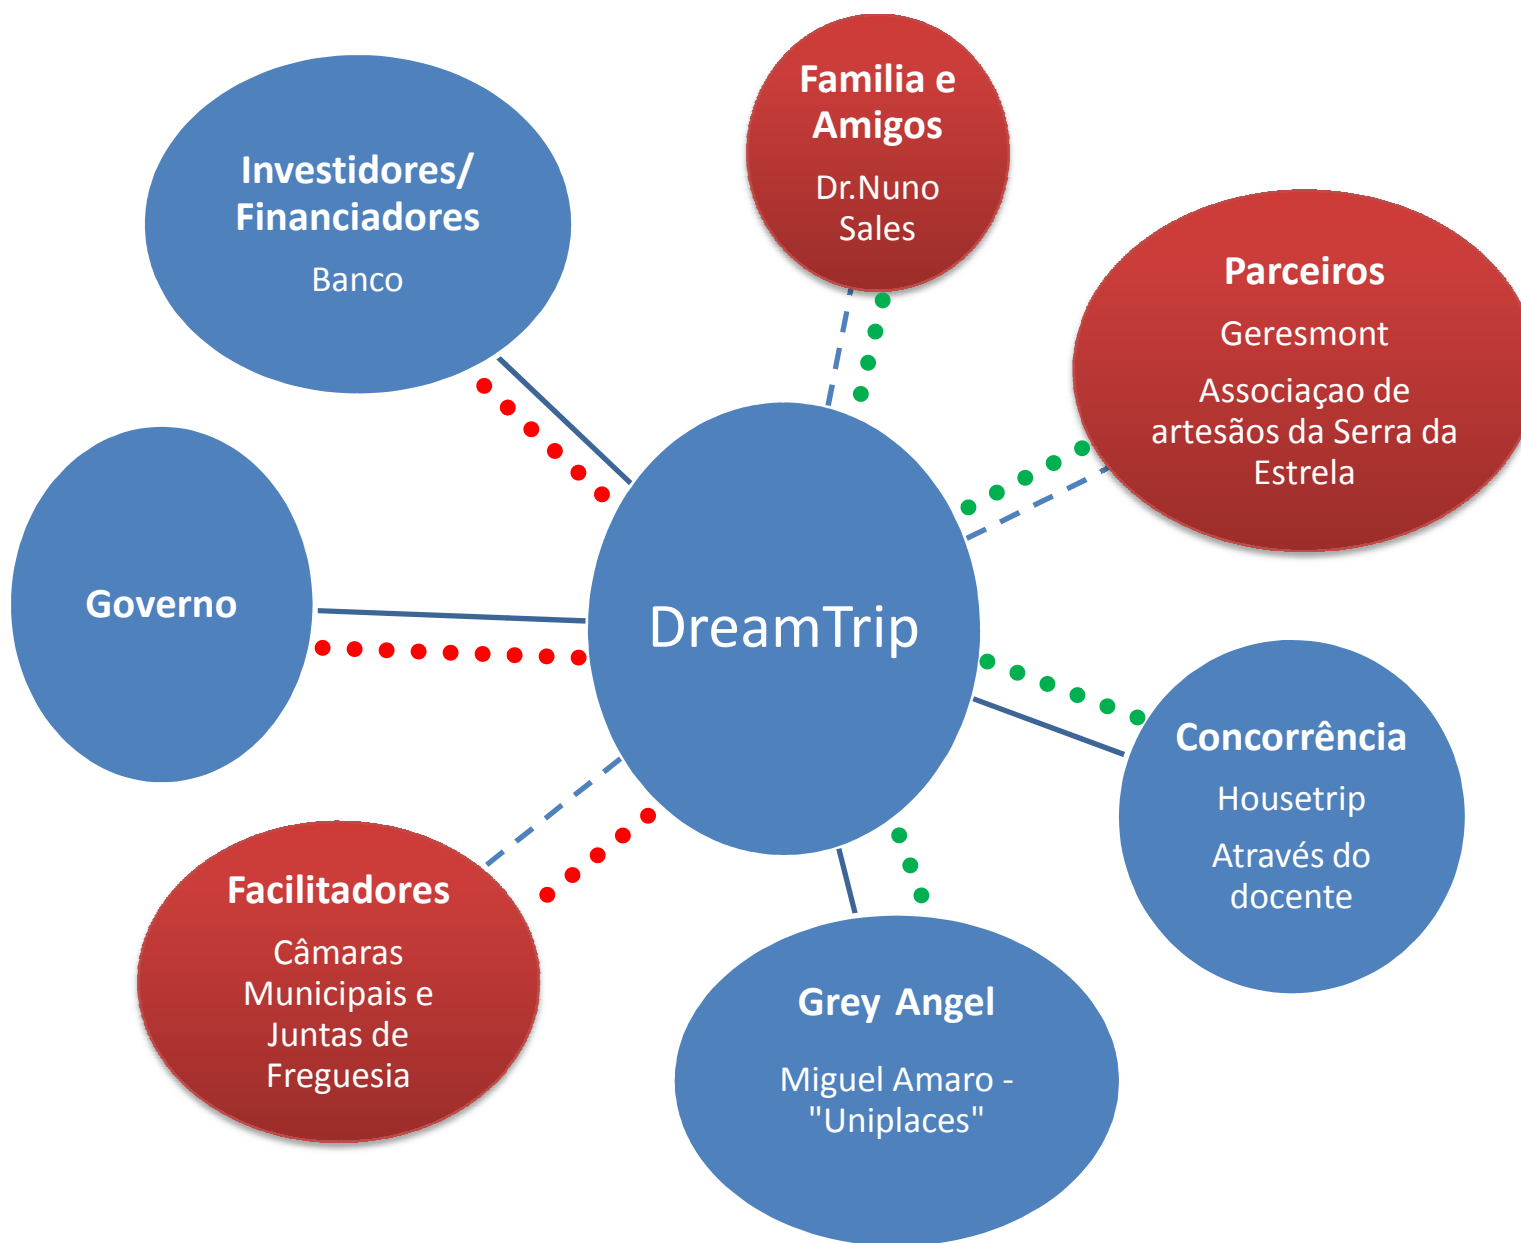 Familia e
Amigos
Dr.Nuno
Sales
Investidores/
Financiadores
Banco
Parceiros
Geresmont
Associaçao de
artesãos da Serra da
Estrela
Governo
DreamTrip
Concorrência
Housetrip
Através do
docente
Facilitadores
Câmaras
Municipais e
Juntas de
Freguesia
Grey Angel
Miguel Amaro -
"Uniplaces"